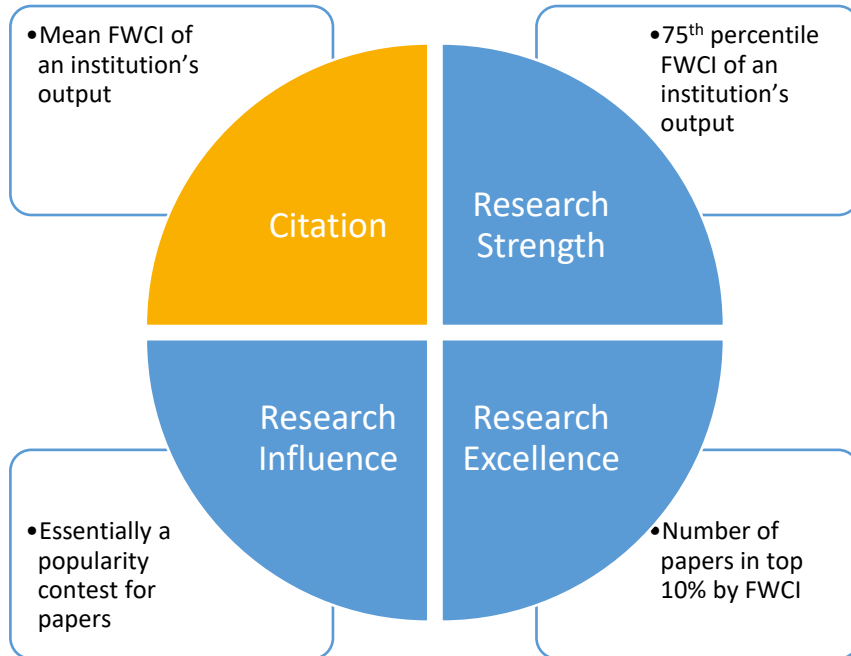 •Mean FWCI of
an institution's
output
•75th percentile
FWCI of an
institution's
output
Citation
Research
Strength
Research
Influence
Research
Excellence
•Essentially a
popularity
contest for
papers
•Number of
papers in top
10% by FWCI